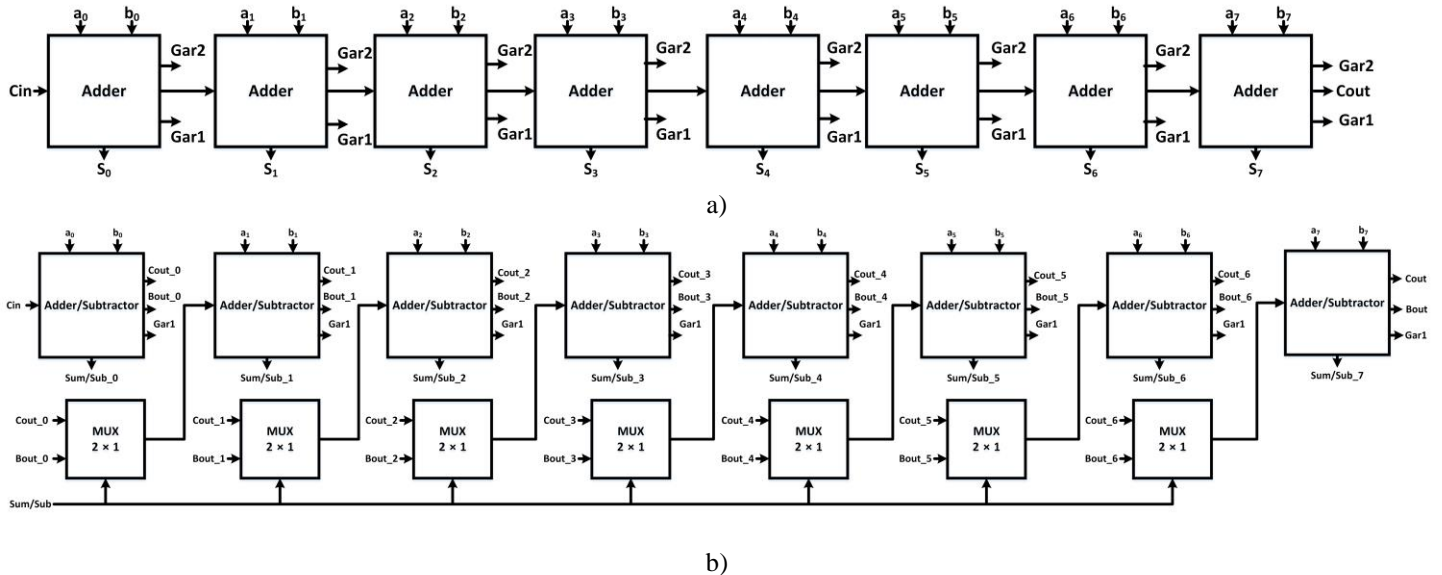 a₀ b₀ a₁ b₁ a₂ b₂ a₃ b₃ a₄ b₄ a₅ b₅ a₆ b₆ a₇ b₇
Gar2 Gar2 Gar2 Gar2 Gar2 Gar2 Gar2 Gar2
Cin Adder Adder Adder Adder Adder Adder Adder Adder Cout
Gar1 Gar1 Gar1 Gar1 Gar1 Gar1 Gar1 Gar1
S₀ S₁ S₂ S₃ S₄ S₅ S₆ S₇
a)
a₀ b₀ a₁ b₁ a₂ b₂ a₃ b₃ a₄ b₄ a₅ b₅ a₆ b₆ a₇ b₇
Cout_0 Cout_1 Cout_2 Cout_3 Cout_4 Cout_5 Cout_6 Cout
Cin Adder/Subtractor Bout_0 Adder/Subtractor Bout_1 Adder/Subtractor Bout_2 Adder/Subtractor Bout_3 Adder/Subtractor Bout_4 Adder/Subtractor Bout_5 Adder/Subtractor Bout_6 Adder/Subtractor Bout
Gar1 Gar1 Gar1 Gar1 Gar1 Gar1 Gar1 Gar1
Sum/Sub_0 Sum/Sub_1 Sum/Sub_2 Sum/Sub_3 Sum/Sub_4 Sum/Sub_5 Sum/Sub_6 Sum/Sub_7
Cout_0 Cout_1 Cout_2 Cout_3 Cout_4 Cout_5 Cout_6
MUX MUX MUX MUX MUX MUX MUX
2 × 1 2 × 1 2 × 1 2 × 1 2 × 1 2 × 1 2 × 1
Bout_0 Bout_1 Bout_2 Bout_3 Bout_4 Bout_5 Bout_6
Sum/Sub
b)